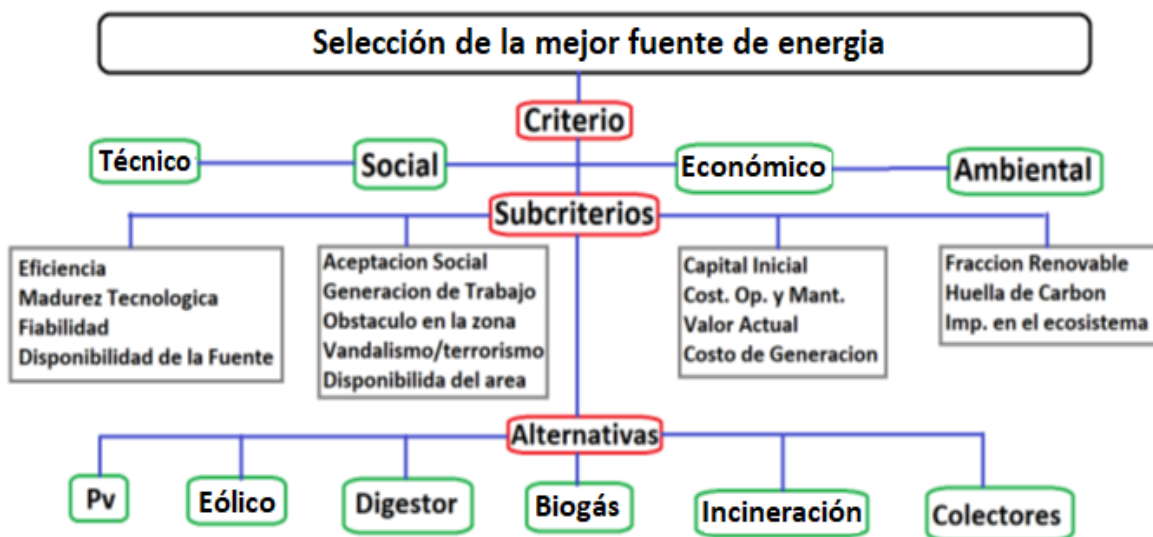 Selección de la mejor fuente de energia
Criterio
Técnico
Social
Económico
Ambiental
Subcriterios
Eficiencia
Madurez Tecnologica
Fiabilidad
Disponibilidad de la Fuente
Aceptacion Social
Generacion de Trabajo
Obstaculo en la zona
Vandalismo/terrorismo
Disponibilida del area
Capital Inicial
Cost. Op. y Mant.
Valor Actual
Costo de Generacion
Fraccion Renovable
Huella de Carbon
Imp. en el ecosistema
Alternativas
Pv
Eólico
Digestor
Biogás
Incineración
Colectores